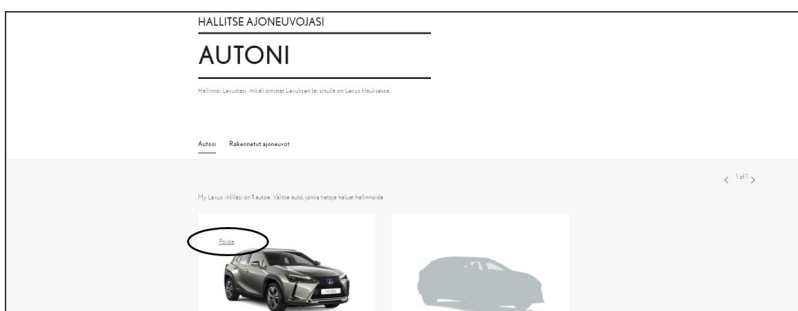 HALLITSE AJONEUVOJASI
AUTONI
Hallinnoi Lexustasi, mikäli omistat Lexuksen tai sinulla on Lexus tilauksessa.
Autosi Rakennetut ajoneuvot
1 of 1
My Lexus -tililläsi on 1 autoa. Valitse auto, jonka tietoja haluat hallinnoida.
Poista